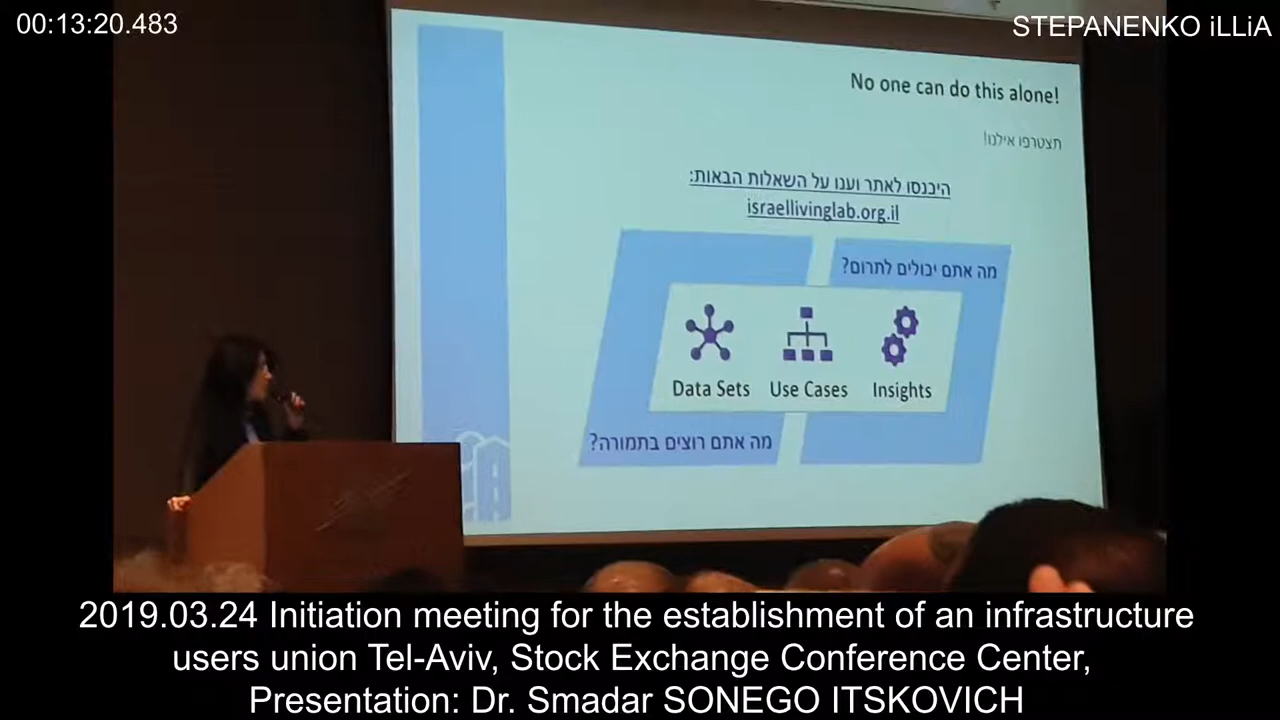 00:13:20.483
STEPANENKO iLLiA
No one can do this alone!
תצטרפו אילנו!
היכנסו לאתר וענו על השאלות הבאות:
israellivinglab.org.il
מה אתם יכולים לתרום?
Data Sets Use Cases Insights
מה אתם רוצים בתמורה?
2019.03.24 Initiation meeting for the establishment of an infrastructure
users union Tel-Aviv, Stock Exchange Conference Center,
Presentation: Dr. Smadar SONEGO ITSKOVICH